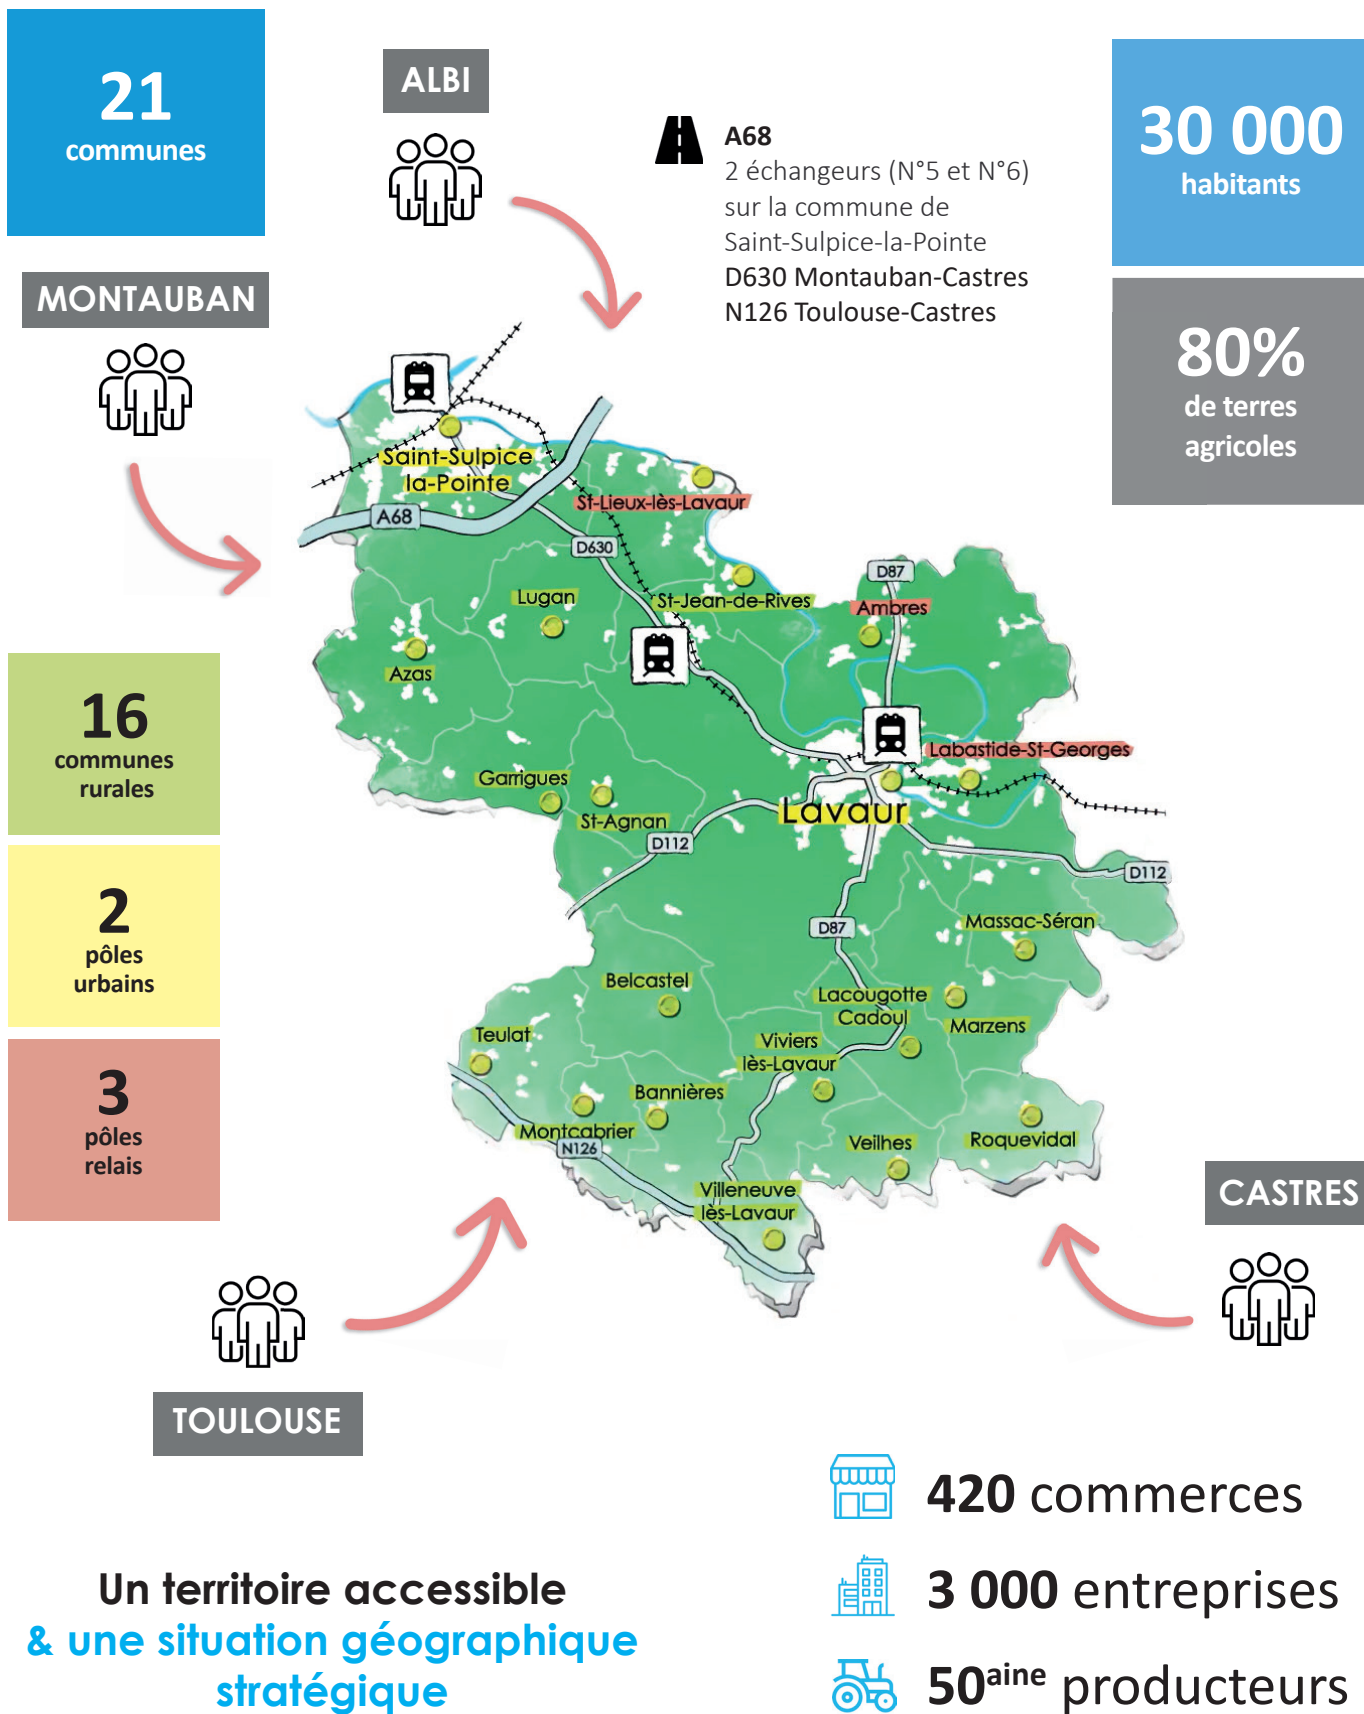 21
communes
ALBI
A68
2 échangeurs (N°5 et N°6)
sur la commune de
Saint-Sulpice-la-Pointe
D630 Montauban-Castres
N126 Toulouse-Castres
30 000
habitants
MONTAUBAN
80%
de terres
agricoles
Saint-Sulpice
la-Pointe
St-Lieux-lès-Lavaur
A68
D630
D87
Lugan
St-Jean-de-Rives
Ambres
Azas
16
communes
rurales
Labastide-St-Georges
Garrigues
St-Agnan
Lavaur
D112
D112
2
pôles
urbains
D87
Massac-Séran
Belcastel
Lacougotte
Cadoul
Marzens
Teulat
Viviers
lès-Lavaur
3
pôles
relais
Bannières
Montcabrier
N126
Veilhes
Roquevidal
Villeneuve
lès-Lavaur
CASTRES
TOULOUSE
420 commerces
3 000 entreprises
50aine producteurs
Un territoire accessible
& une situation géographique
stratégique